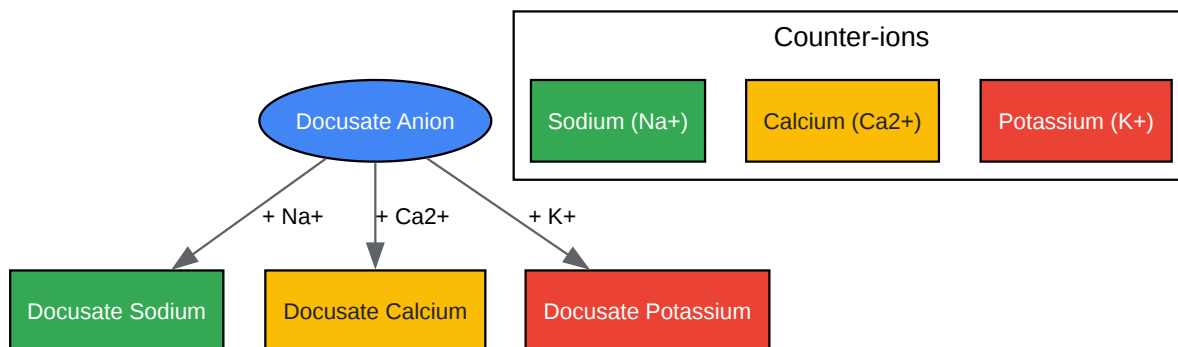 Counter-ions
Docusate Anion
Sodium (Na+)
Calcium (Ca2+)
Potassium (K+)
+ Na+
+ Ca2+
+ K+
Docusate Sodium
Docusate Calcium
Docusate Potassium